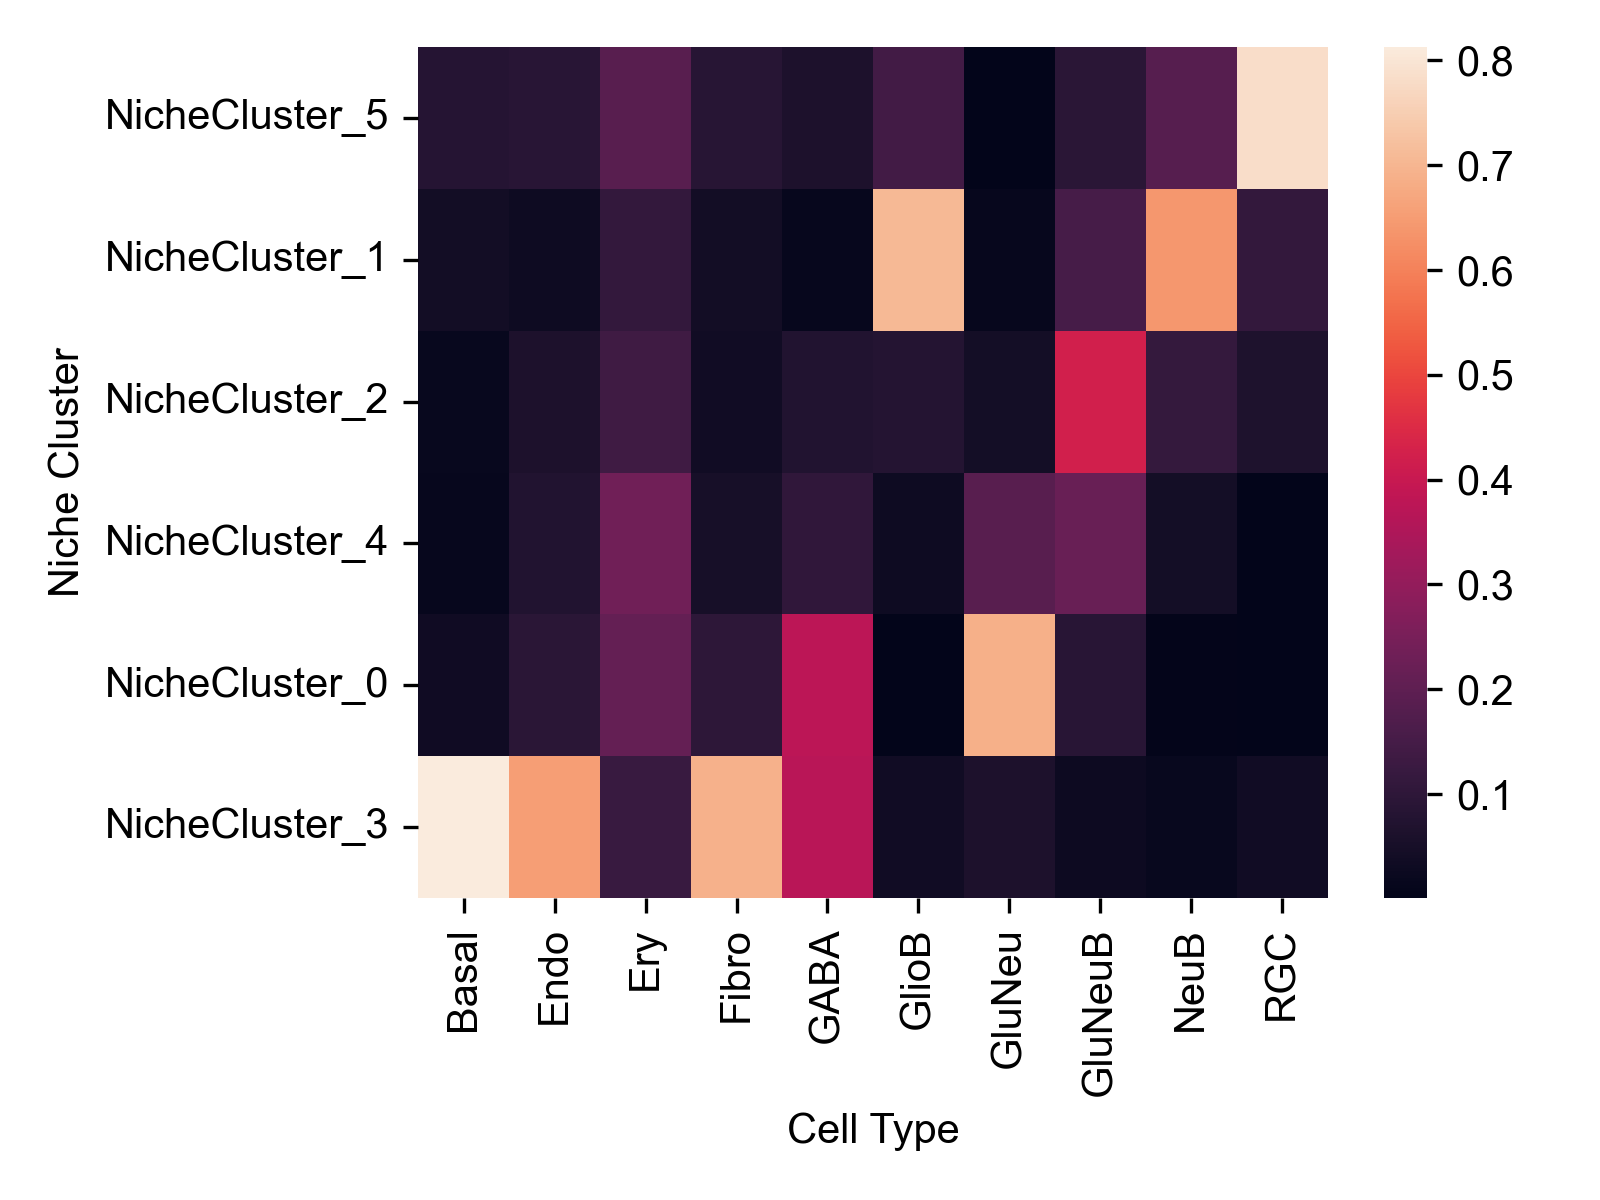 Niche Cluster
NicheCluster_5
NicheCluster_1
NicheCluster_2
NicheCluster_4
NicheCluster_0
NicheCluster_3
Basal
Endo
Ery
Fibro
GABA
GlioB
GluNeu
GluNeuB
NeuB
RGC
Cell Type
0.8
0.7
0.6
0.5
0.4
0.3
0.2
0.1